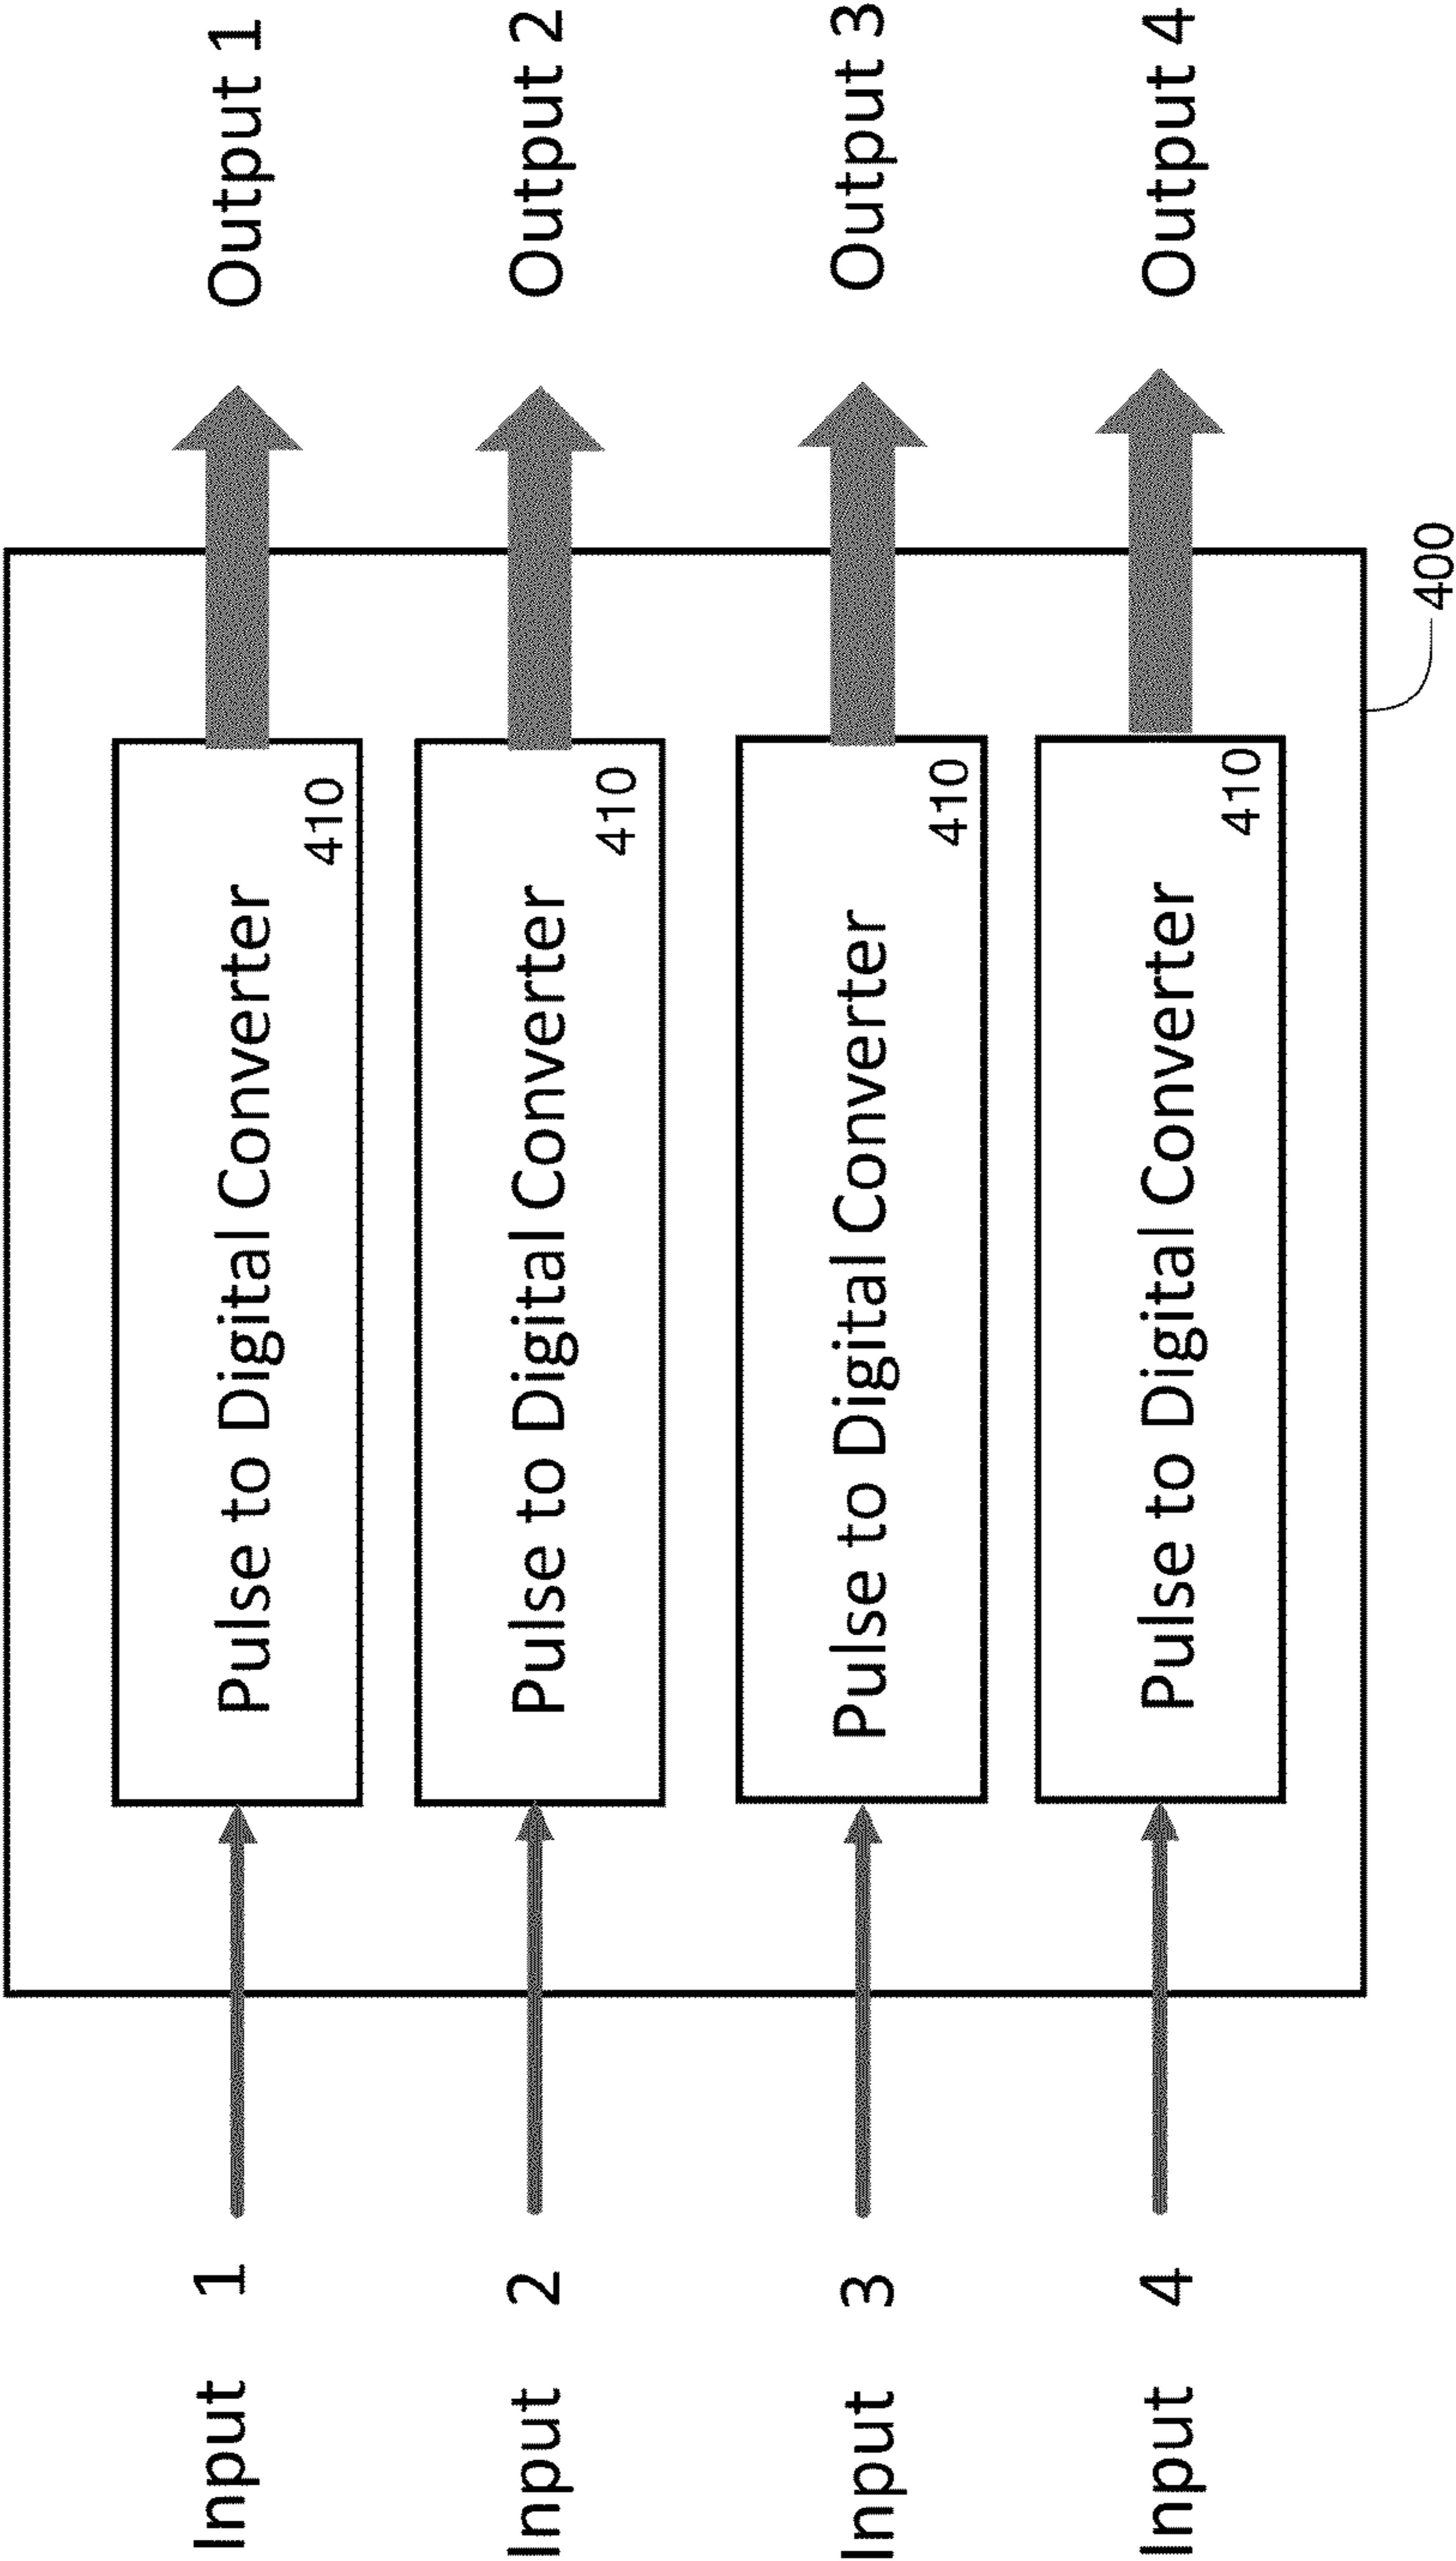 Input 1
Pulse to Digital Converter
410
Output 1
Input 2
Pulse to Digital Converter
410
Output 2
Input 3
Pulse to Digital Converter
410
Output 3
Input 4
Pulse to Digital Converter
410
Output 4
400